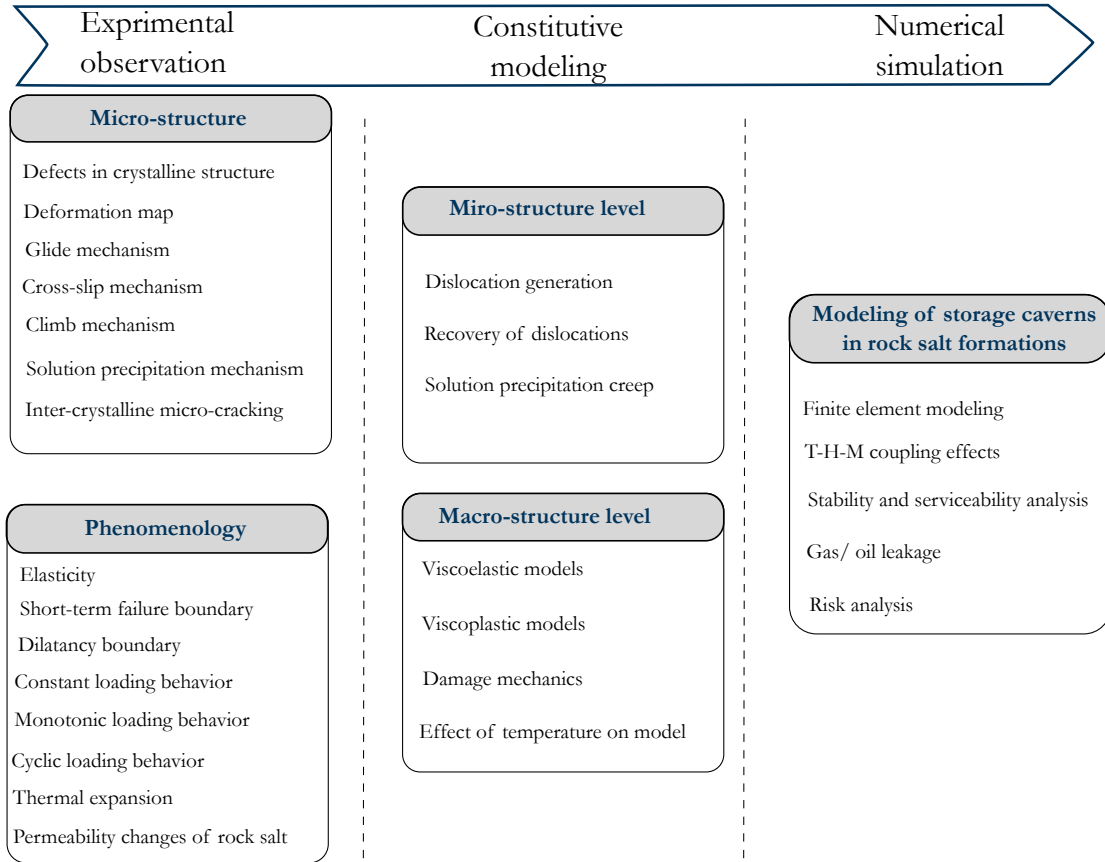 Exprimental
observation
Constitutive
modeling
Numerical
simulation
Micro-structure
Defects in crystalline structure
Deformation map
Glide mechanism
Cross-slip mechanism
Climb mechanism
Solution precipitation mechanism
Inter-crystalline micro-cracking
Phenomenology
Elasticity
Short-term failure boundary
Dilatancy boundary
Constant loading behavior
Monotonic loading behavior
Cyclic loading behavior
Thermal expansion
Permeability changes of rock salt
Miro-structure level
Dislocation generation
Recovery of dislocations
Solution precipitation creep
Macro-structure level
Viscoelastic models
Viscoplastic models
Damage mechanics
Effect of temperature on model
Modeling of storage caverns
in rock salt formations
Finite element modeling
T-H-M coupling effects
Stability and serviceability analysis
Gas/ oil leakage
Risk analysis